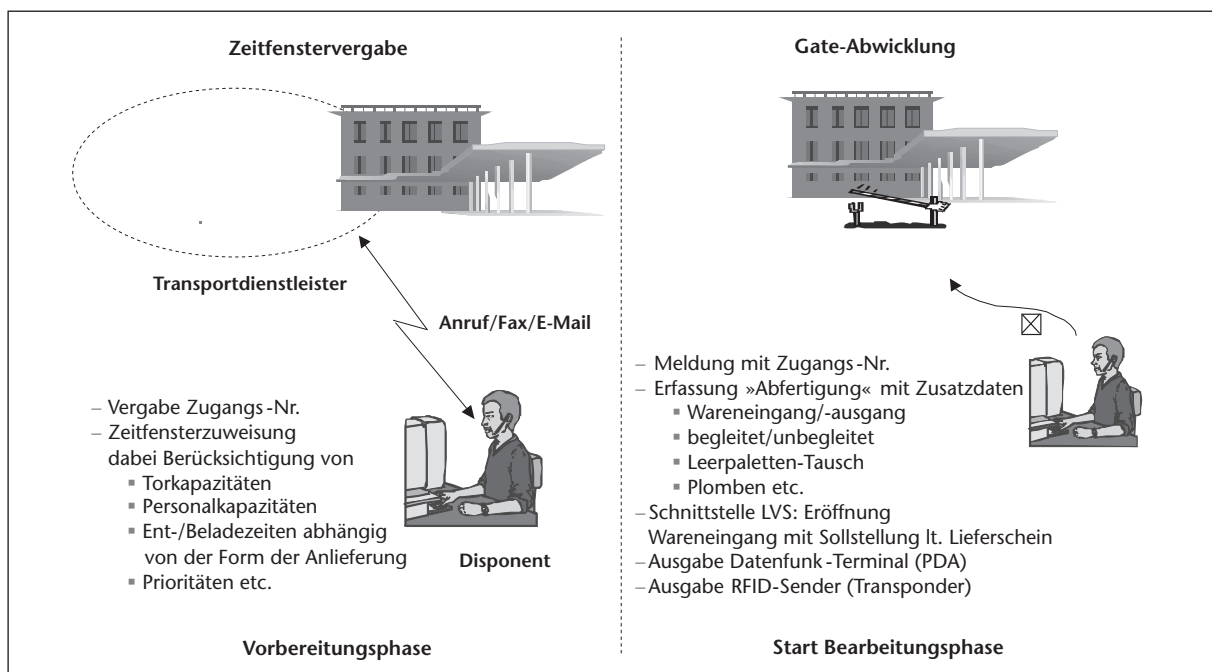 Zeitfenstervergabe
Transportdienstleister
Anruf/Fax/E-Mail
– Vergabe Zugangs-Nr.
– Zeitfensterzuweisung
dabei Berücksichtigung von
▪ Torkapazitäten
▪ Personalkapazitäten
▪ Ent-/Beladezeiten abhängig
von der Form der Anlieferung
▪ Prioritäten etc.
Disponent
Vorbereitungsphase
Gate-Abwicklung
– Meldung mit Zugangs-Nr.
– Erfassung »Abfertigung« mit Zusatzdaten
▪ Wareneingang/-ausgang
▪ begleitet/unbegleitet
▪ Leerpaletten-Tausch
▪ Plomben etc.
– Schnittstelle LVS: Eröffnung
Wareneingang mit Sollstellung lt. Lieferschein
– Ausgabe Datenfunk-Terminal (PDA)
– Ausgabe RFID-Sender (Transponder)
Start Bearbeitungsphase